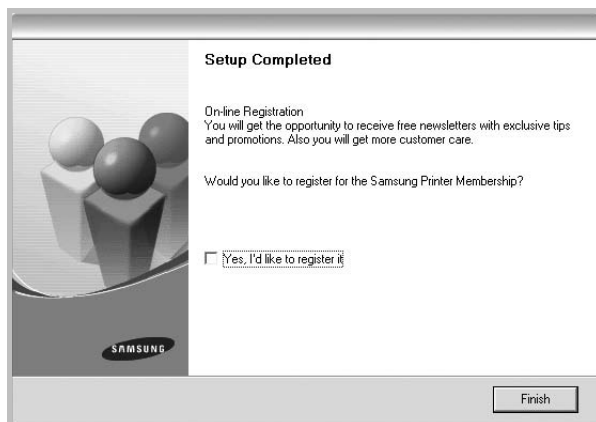 Setup Completed
On-line Registration
You will get the opportunity to receive free newsletters with exclusive tips
and promotions. Also you will get more customer care.
Would you like to register for the Samsung Printer Membership?
Yes, I'd like to register it
SAMSUNG
Finish